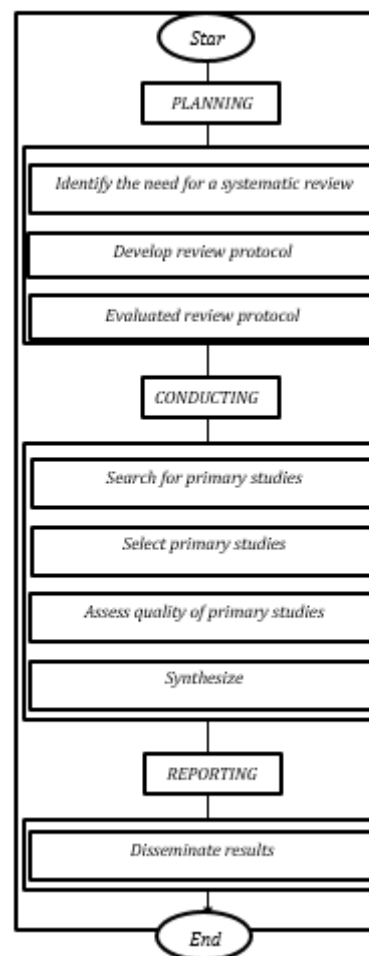 Star
PLANNING
Identify the need for a systematic review
Develop review protocol
Evaluated review protocol
CONDUCTING
Search for primary studies
Select primary studies
Assess quality of primary studies
Synthesize
REPORTING
Disseminate results
End